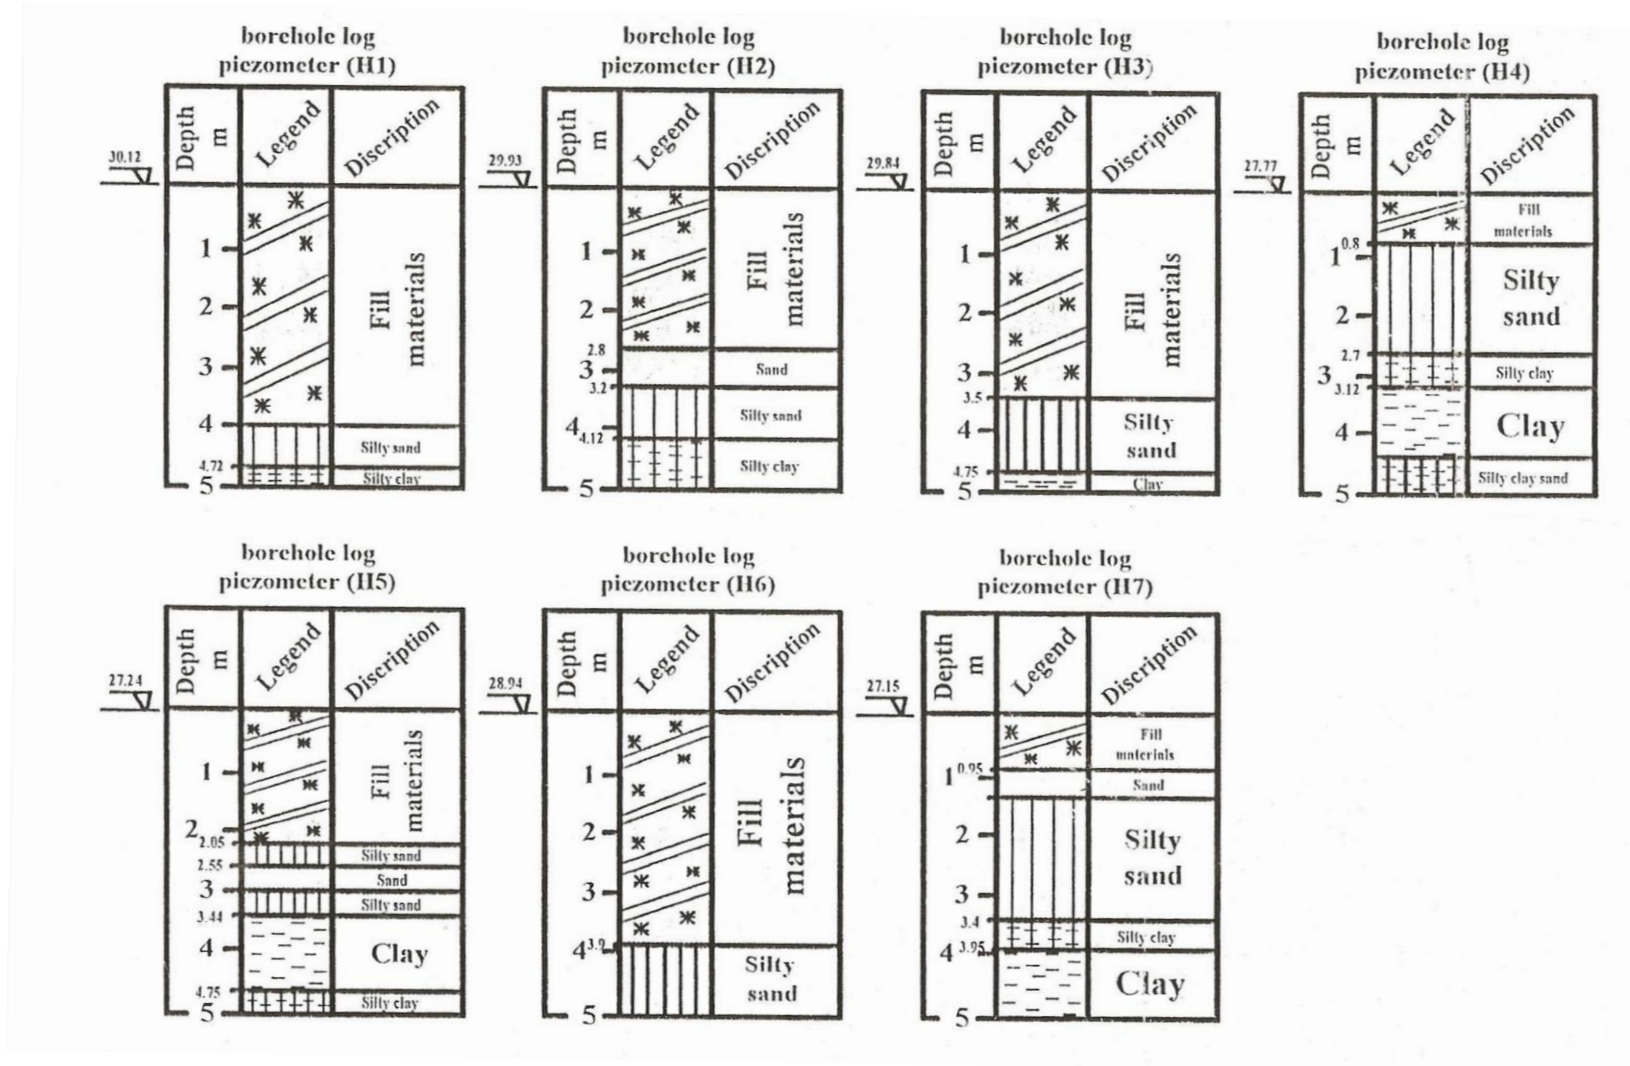 borehole log
piezometer (H1)
Depth
m
Legend
Discription
30.12
1
2
3
4
4.72
5
Fill
materials
Silty sand
Silty clay
borehole log
piezometer (H2)
Depth
m
Legend
Discription
29.93
1
2
2.8
3
3.2
4
4.12
5
Fill
materials
Sand
Silty sand
Silty clay
borehole log
piezometer (H3)
Depth
m
Legend
Discription
29.84
1
2
3
3.5
4
4.75
5
Fill
materials
Silty
sand
Clay
borehole log
piezometer (H4)
Depth
m
Legend
Discription
27.77
0.8
1
2
2.7
3
3.12
4
5
Fill
materials
Silty
sand
Silty clay
Clay
Silty clay sand
borehole log
piezometer (H5)
Depth
m
Legend
Discription
27.24
1
2
2.05
2.55
3
3.44
4
4.75
5
Fill
materials
Silty sand
Sand
Silty sand
Clay
Silty clay
borehole log
piezometer (H6)
Depth
m
Legend
Discription
28.94
1
2
3
3.9
4
5
Fill
materials
Silty
sand
borehole log
piezometer (H7)
Depth
m
Legend
Discription
27.15
0.95
1
2
3
3.4
3.95
4
5
Fill
materials
Sand
Silty
sand
Silty clay
Clay